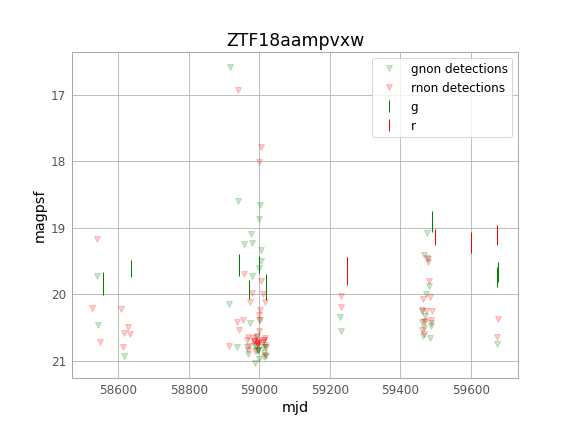 ZTF18aampvxw
gnon detections
rnon detections
g
r
magpsf
17
18
19
20
21
58600 58800 59000 59200 59400 59600
mjd